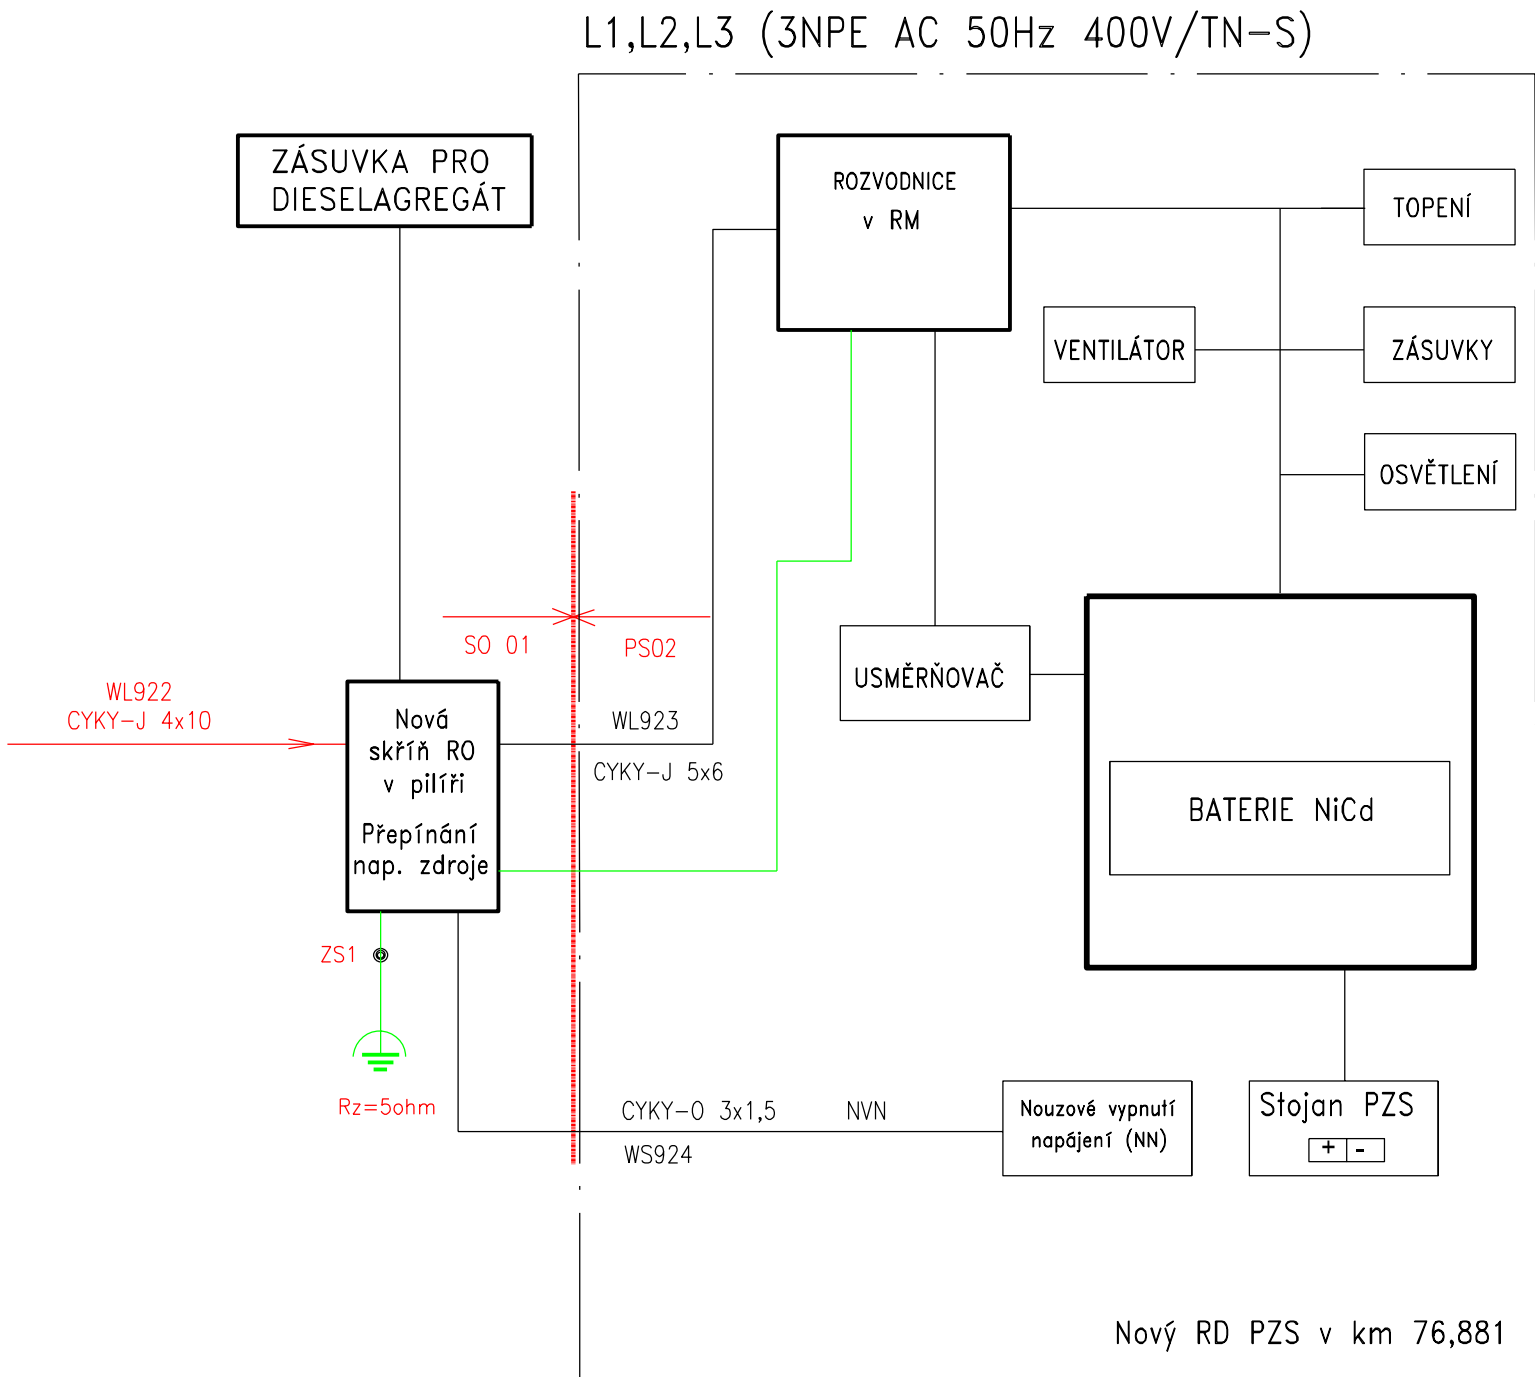 L1,L2,L3 (3NPE AC 50Hz 400V/TN-S)
ZÁSUVKA PRO
DIESELAGREGÁT
ROZVODNICE
v RM
TOPENÍ
VENTILÁTOR
ZÁSUVKY
OSVĚTLENÍ
SO 01
PS02
USMĚRŇOVAČ
WL922
CYKY-J 4x10
Nová
skříň RO
v pilíři
Přepínání
nap. zdroje
WL923
CYKY-J 5x6
BATERIE NiCd
ZS1
Rz=5ohm
CYKY-O 3x1,5
NVN
WS924
Nouzové vypnutí
napájení (NN)
Stojan PZS
+ -
Nový RD PZS v km 76,881